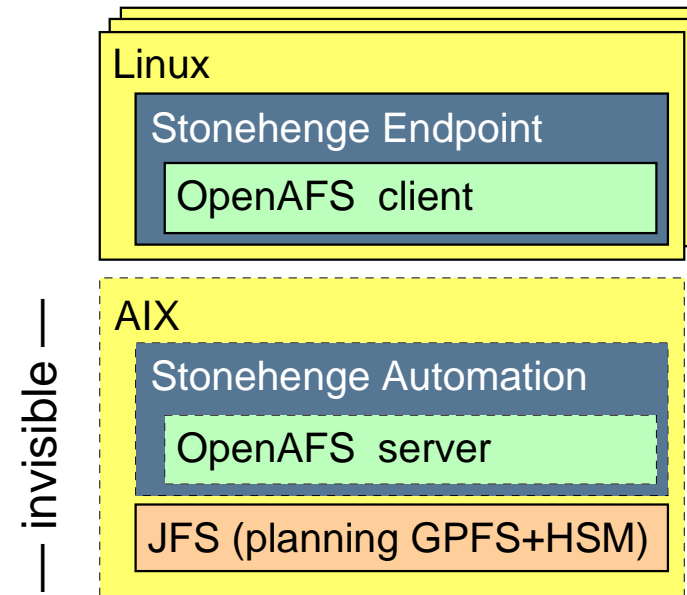 Linux
Stonehenge Endpoint
OpenAFS client
AIX
Stonehenge Automation
OpenAFS server
JFS (planning GPFS+HSM)
— invisible —